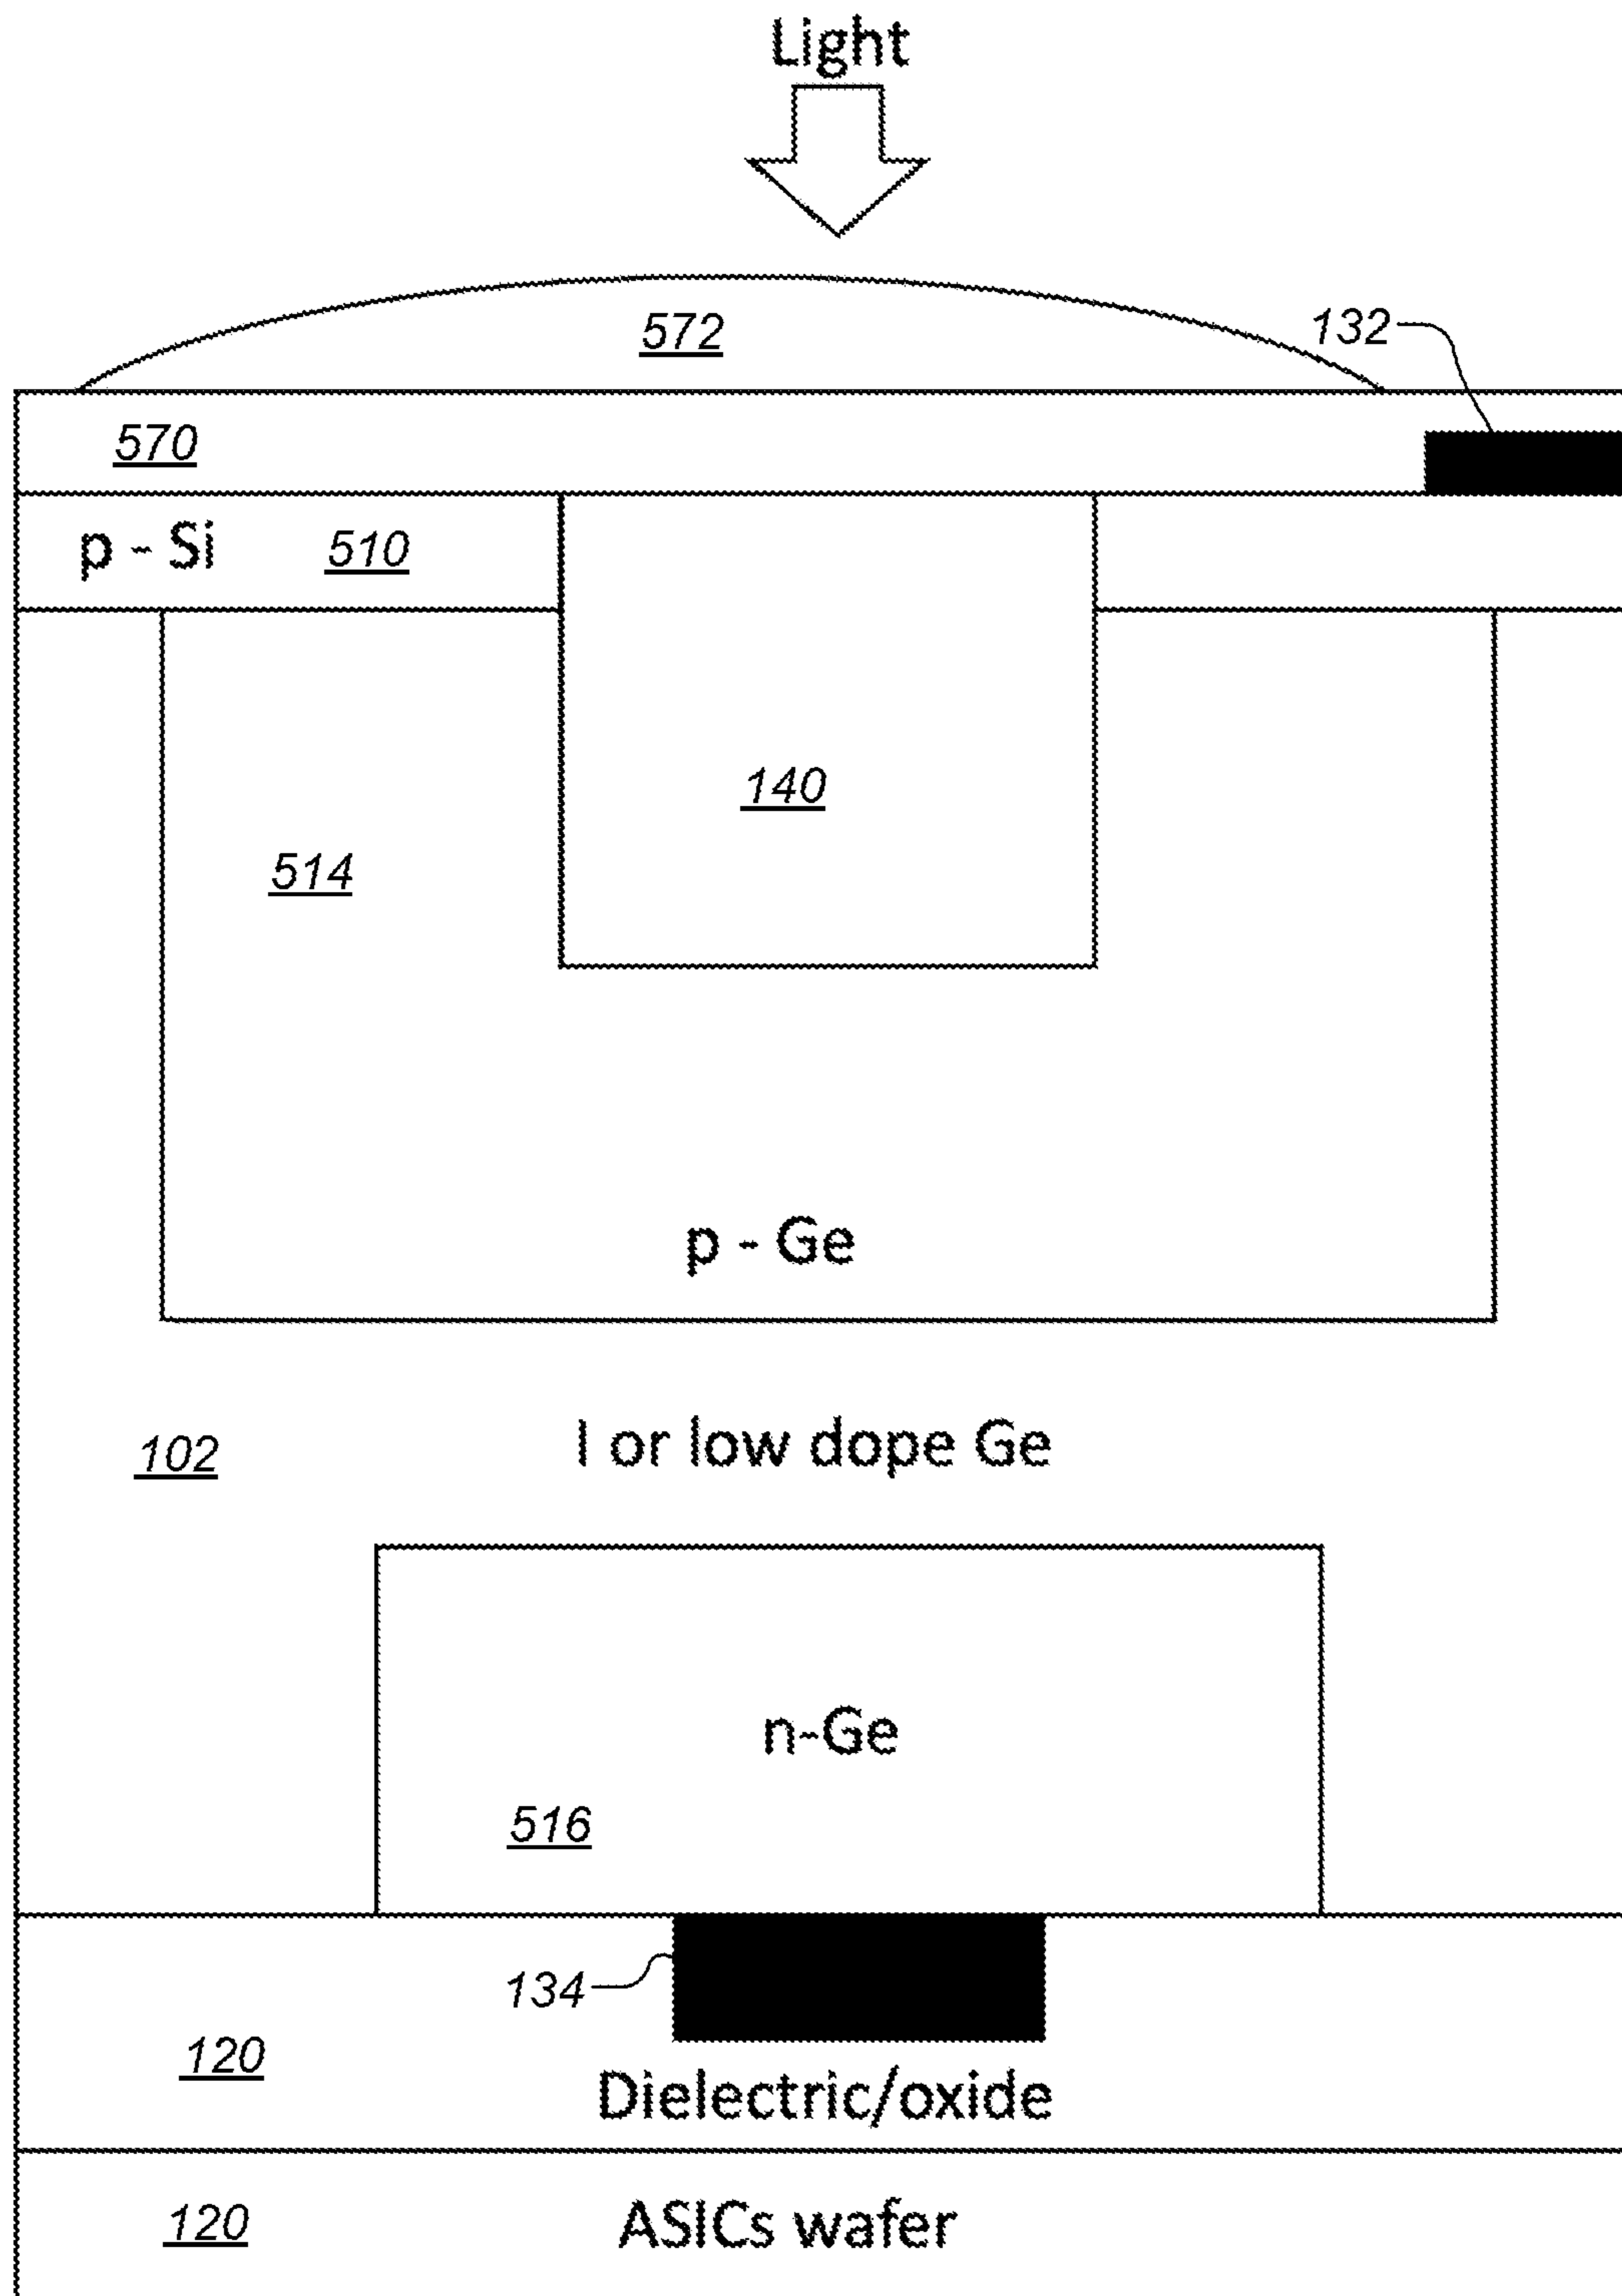 Light
572
132
570
p - Si 510
140
514
p - Ge
102
I or low dope Ge
n-Ge
516
134
120
Dielectric/oxide
120 ASICs wafer